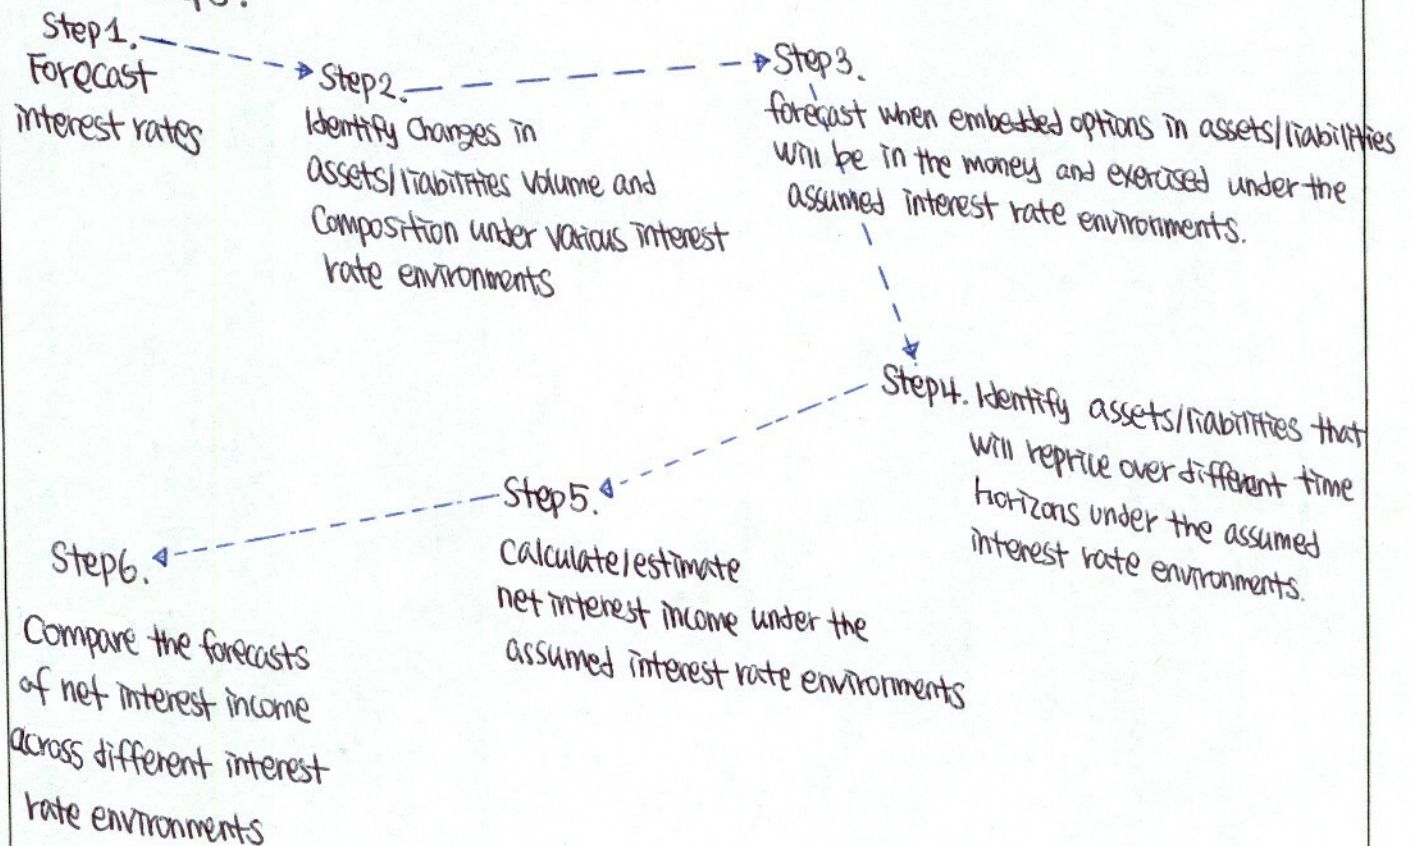 Step1.
Forecast
interest rates
Step2.
Identify Changes in
assets/liabilities volume and
Composition under various interest
rate environments
Step3.
forecast when embedded options in assets/liabilities
will be in the money and exercised under the
assumed interest rate environments.
Step4. Identify assets/liabilities that
will reprice over different time
horizons under the assumed
interest rate environments.
Step5.
Calculate/estimate
net interest income under the
assumed interest rate environments
Step6.
Compare the forecasts
of net interest income
across different interest
rate environments